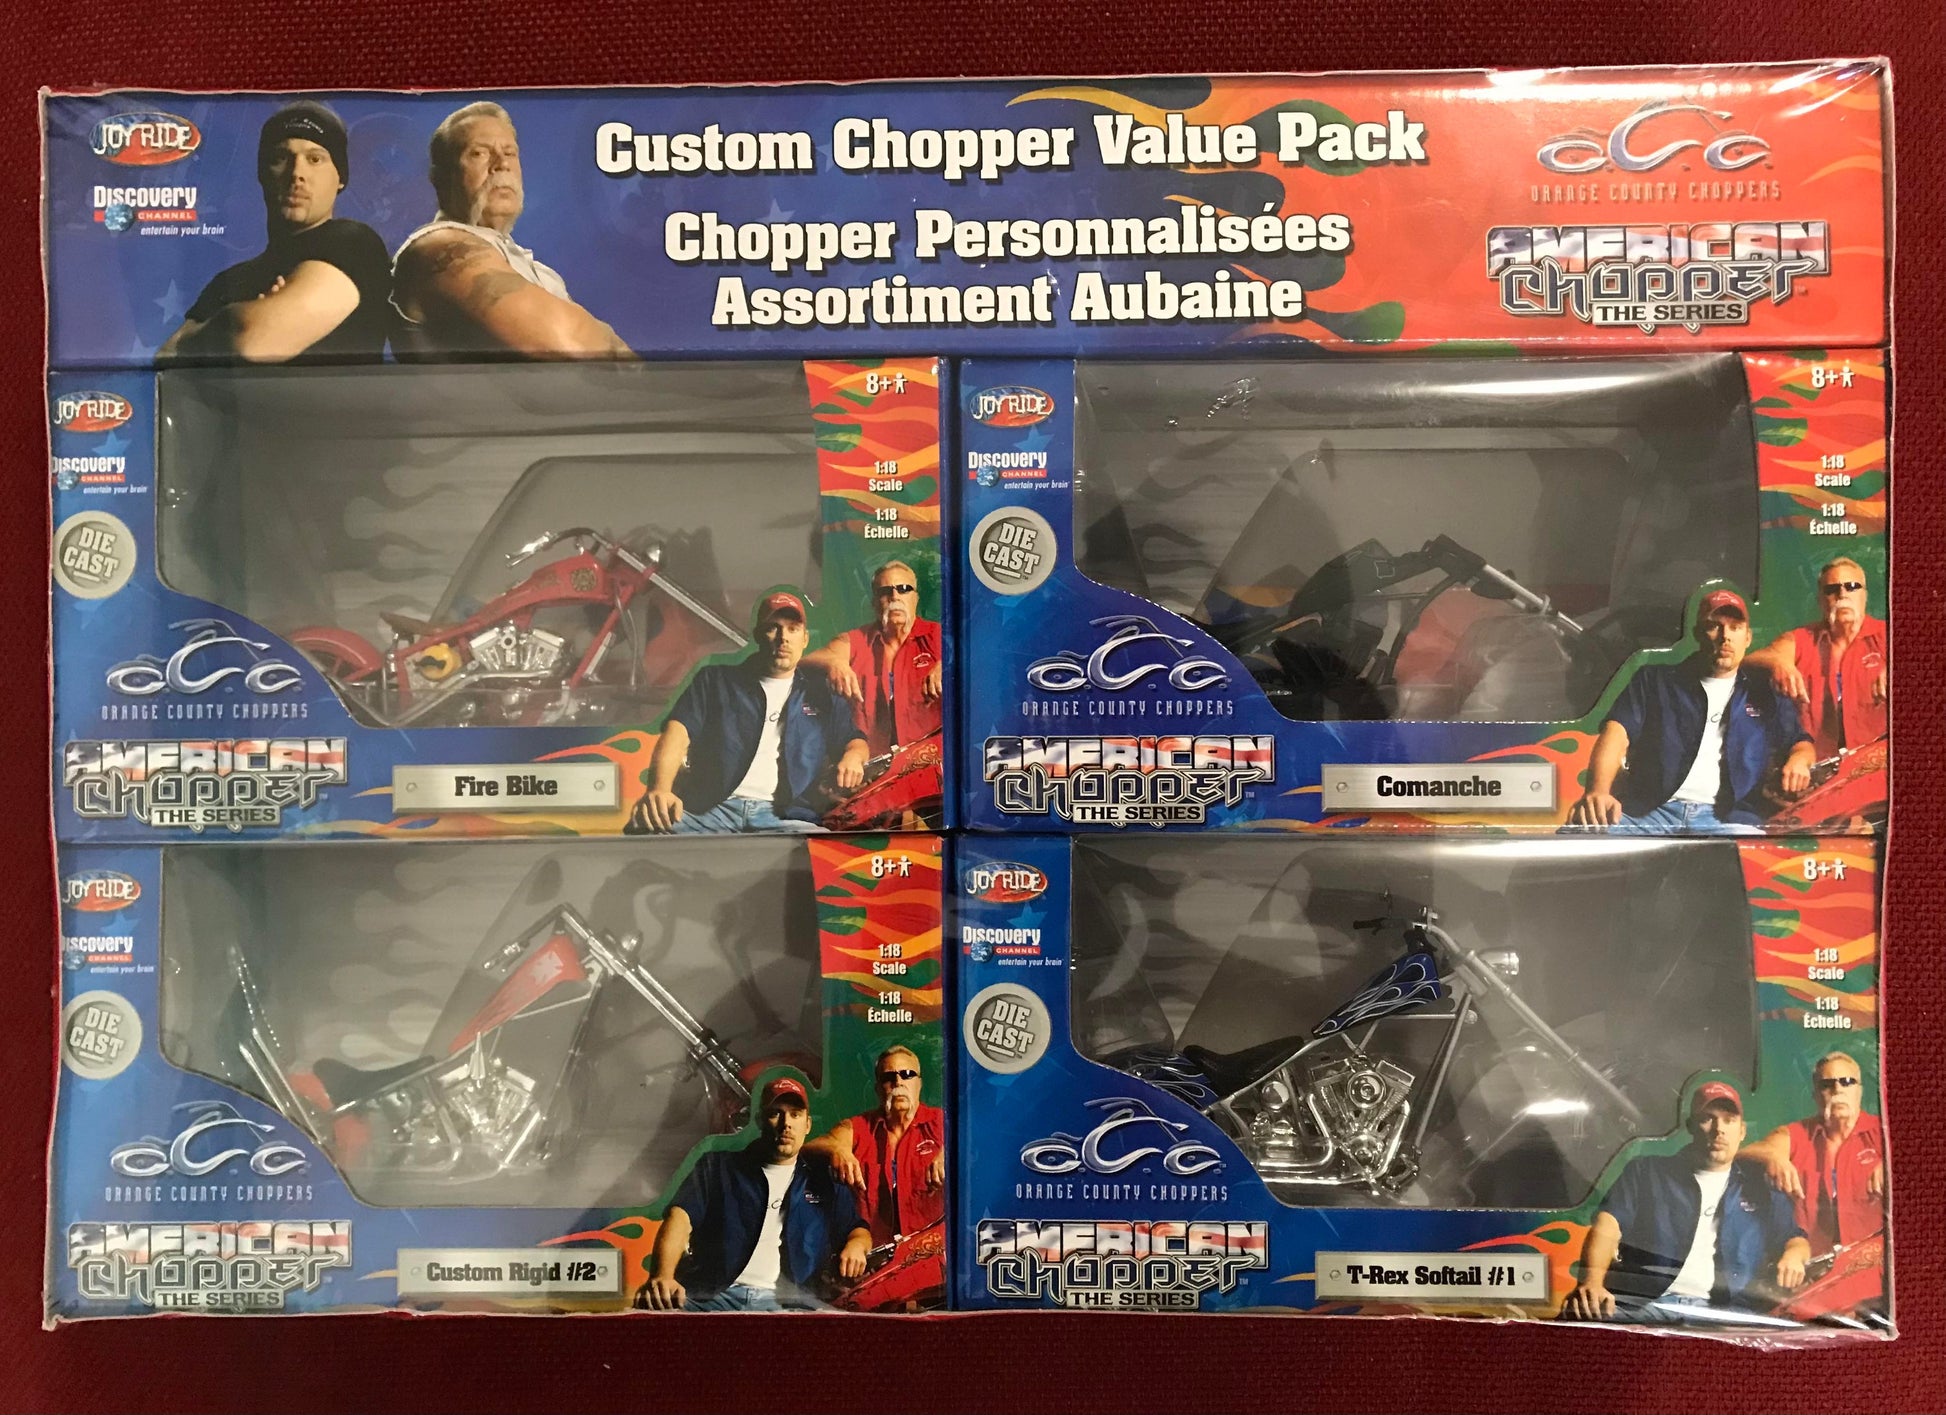 JOY RIDE
Discovery
CHANNEL
entertain your brain
Custom Chopper Value Pack
Chopper Personnalisées
Assortiment Aubaine
O.C.C.
ORANGE COUNTY CHOPPERS
AMERICAN
Chopper
THE SERIES
JOY RIDE
Discovery
CHANNEL
entertain your brain
DIE
CAST
8+
1:18
Scale
1:18
Échelle
O.C.C.
ORANGE COUNTY CHOPPERS
AMERICAN
Chopper
THE SERIES
Fire Bike
JOY RIDE
Discovery
CHANNEL
entertain your brain
DIE
CAST
8+
1:18
Scale
1:18
Échelle
O.C.C.
ORANGE COUNTY CHOPPERS
AMERICAN
Chopper
THE SERIES
Comanche
JOY RIDE
Discovery
CHANNEL
entertain your brain
DIE
CAST
8+
1:18
Scale
1:18
Échelle
O.C.C.
ORANGE COUNTY CHOPPERS
AMERICAN
Chopper
THE SERIES
Custom Rigid #2
JOY RIDE
Discovery
CHANNEL
entertain your brain
DIE
CAST
8+
1:18
Scale
1:18
Échelle
O.C.C.
ORANGE COUNTY CHOPPERS
AMERICAN
Chopper
THE SERIES
T-Rex Softail #1